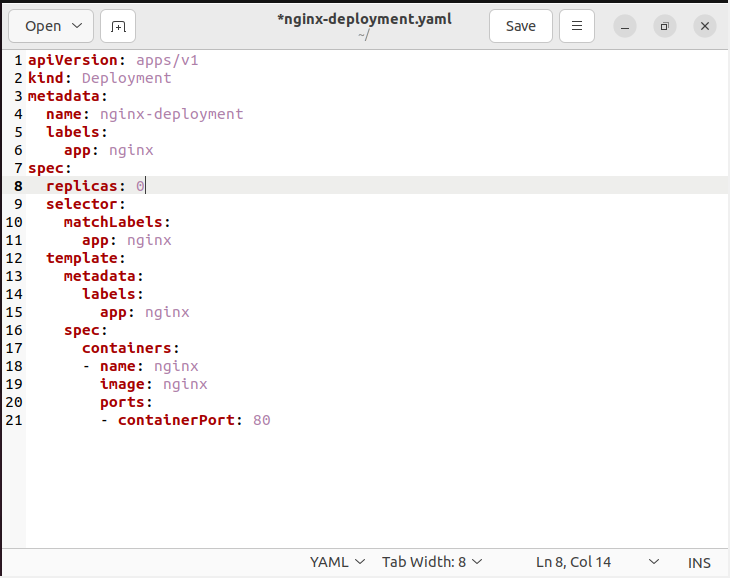 Open
*nginx-deployment.yaml
~/
Save
1 apiVersion: apps/v1
2 kind: Deployment
3 metadata:
4   name: nginx-deployment
5   labels:
6     app: nginx
7 spec:
8   replicas: 0
9   selector:
10     matchLabels:
11       app: nginx
12   template:
13     metadata:
14       labels:
15         app: nginx
16     spec:
17       containers:
18       - name: nginx
19         image: nginx
20         ports:
21         - containerPort: 80
YAML Tab Width: 8 Ln 8, Col 14 INS